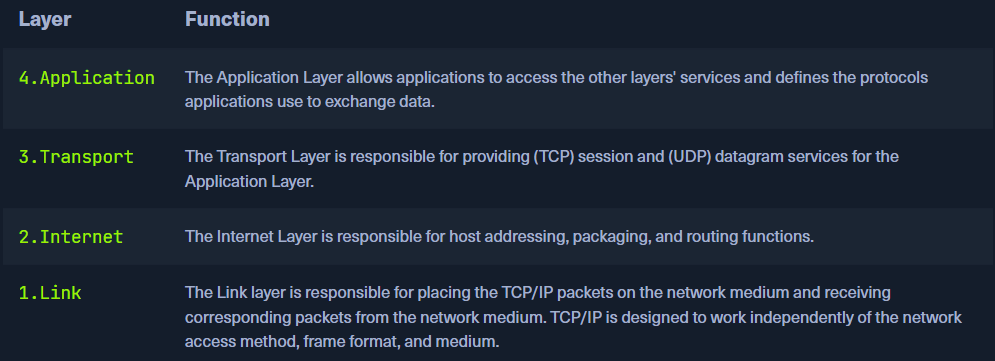 Layer Function
4.Application The Application Layer allows applications to access the other layers' services and defines the protocols
applications use to exchange data.
3.Transport The Transport Layer is responsible for providing (TCP) session and (UDP) datagram services for the
Application Layer.
2.Internet The Internet Layer is responsible for host addressing, packaging, and routing functions.
1.Link The Link layer is responsible for placing the TCP/IP packets on the network medium and receiving
corresponding packets from the network medium. TCP/IP is designed to work independently of the network
access method, frame format, and medium.